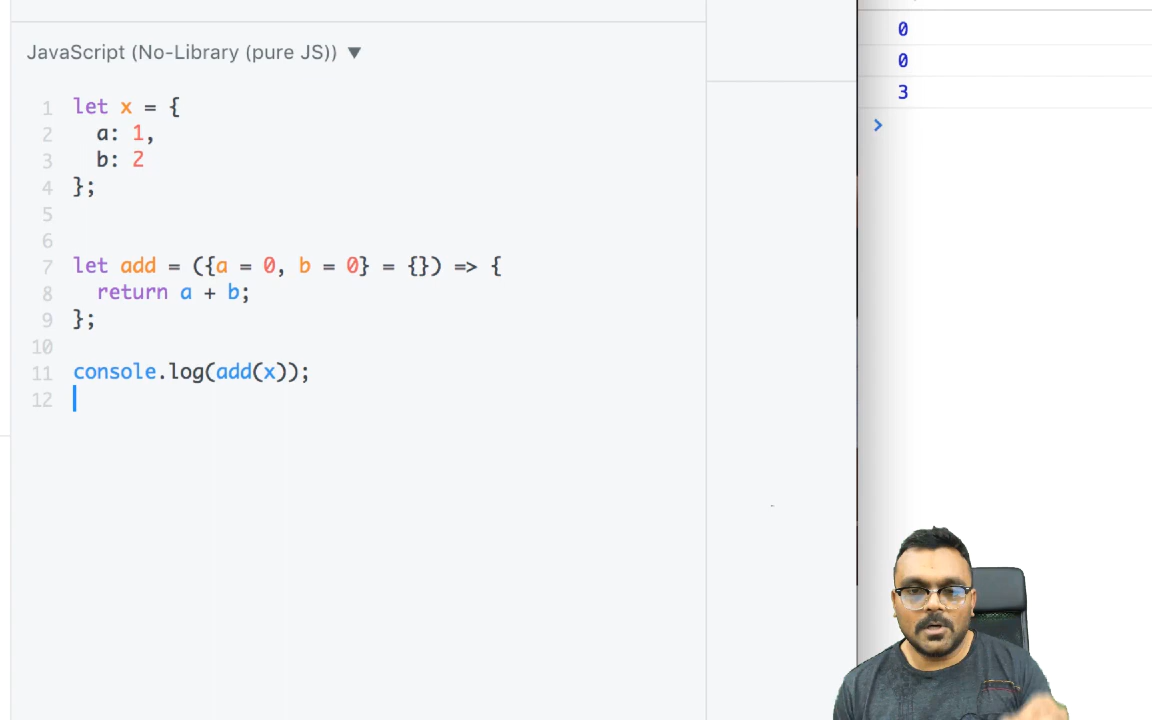 JavaScript (No-Library (pure JS)) ▼
1 let x = {
2 a: 1,
3 b: 2
4 };
5
6
7 let add = ({a = 0, b = 0} = {}) => {
8 return a + b;
9 };
10
11 console.log(add(x));
12
0
0
3
>